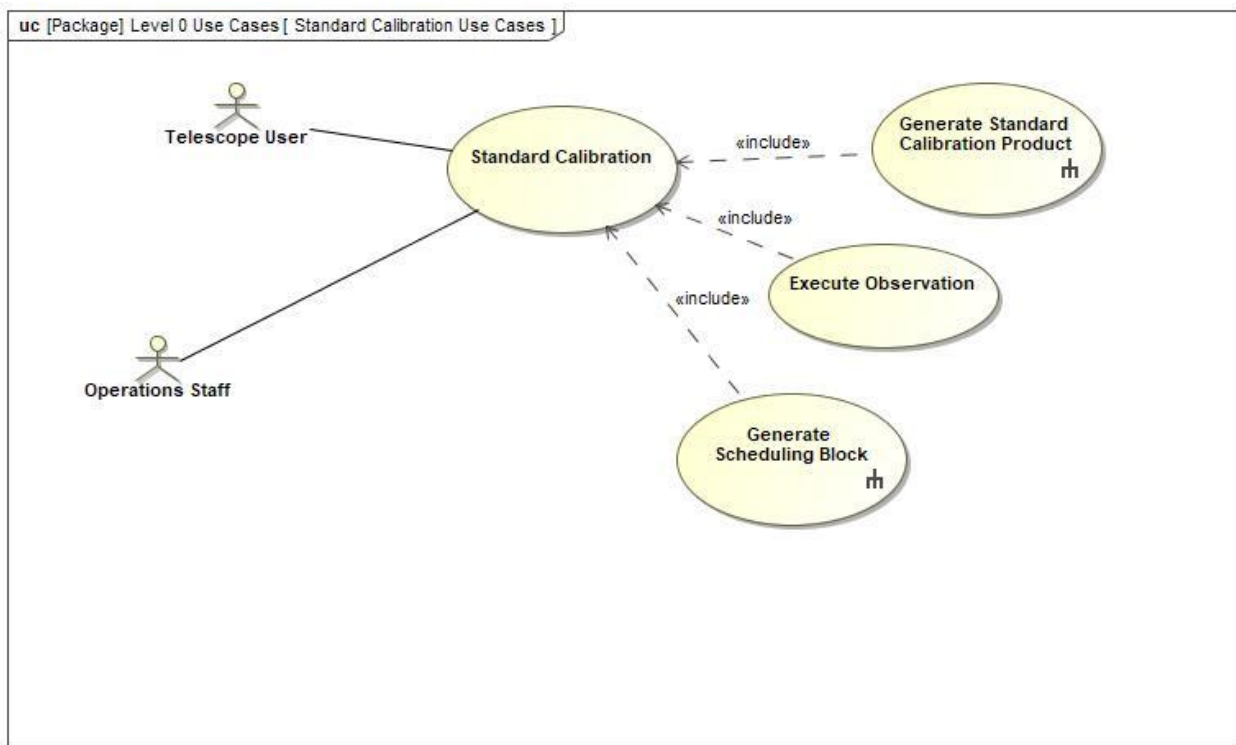 uc [Package] Level 0 Use Cases [ Standard Calibration Use Cases ]
Telescope User
Standard Calibration
«include»
Generate Standard
Calibration Product
«include»
Execute Observation
«include»
Operations Staff
Generate
Scheduling Block